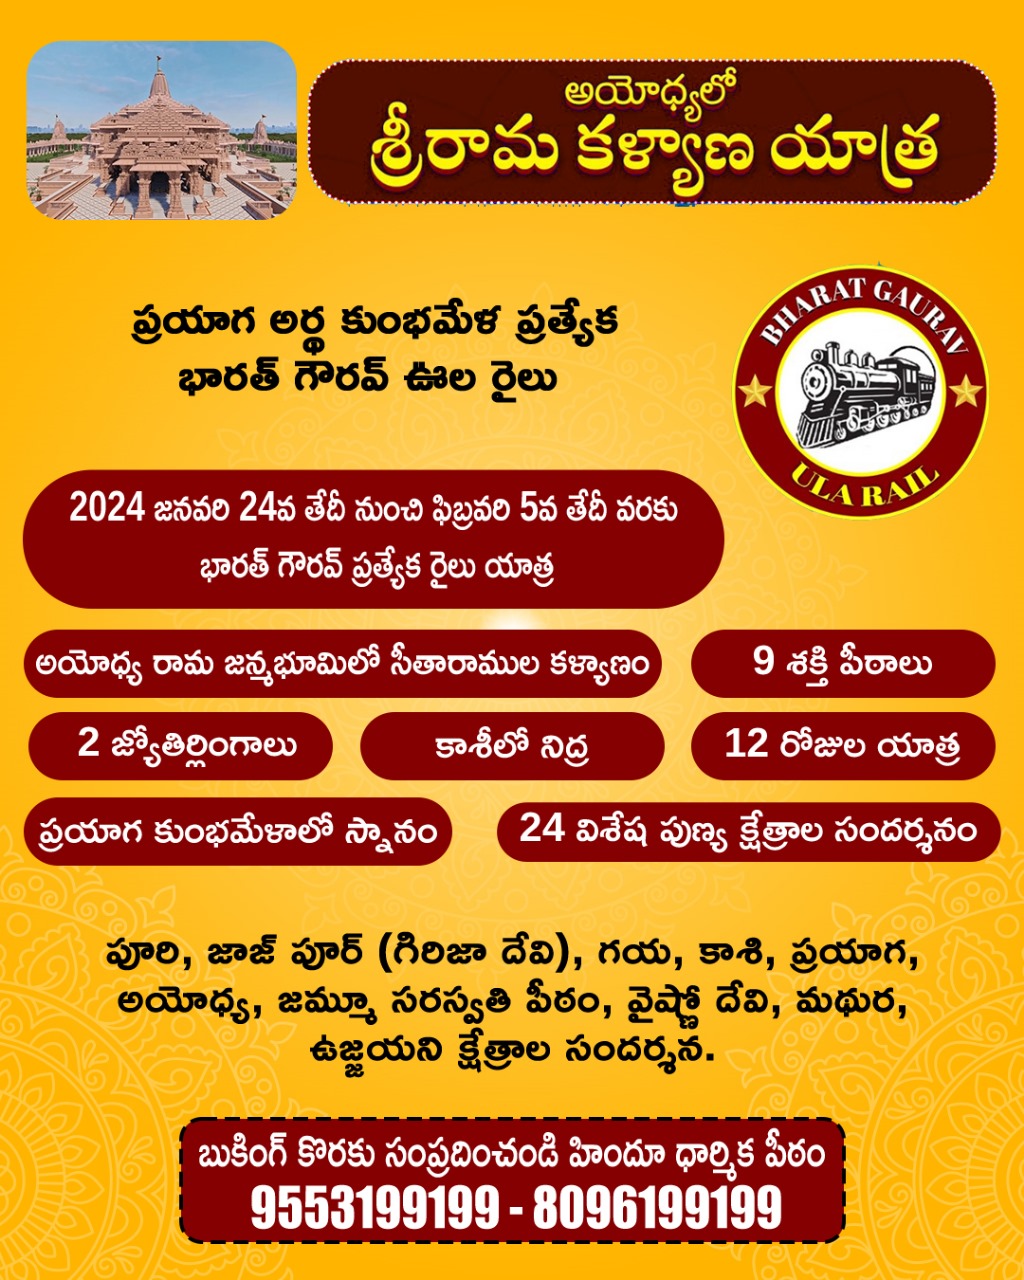 అయోధ్యలో
శ్రీరామ కళ్యాణ యాత్ర
ప్రయాగ అర్థ కుంభమేళ ప్రత్యేక
భారత్ గౌరవ్ ఊల రైలు
BHARAT GAURAV
ULA RAIL
2024 జనవరి 24వ తేదీ నుంచి ఫిబ్రవరి 5వ తేదీ వరకు
భారత్ గౌరవ్ ప్రత్యేక రైలు యాత్ర
అయోధ్య రామ జన్మభూమిలో సీతారాముల కళ్యాణం
9 శక్తి పీఠాలు
2 జ్యోతిర్లింగాలు
కాశీలో నిద్ర
12 రోజుల యాత్ర
ప్రయాగ కుంభమేళాలో స్నానం
24 విశేష పుణ్య క్షేత్రాల సందర్శనం
పూరి, జాజ్ పూర్ (గిరిజా దేవి), గయ, కాశి, ప్రయాగ,
అయోధ్య, జమ్మూ సరస్వతి పీఠం, వైష్ణో దేవి, మథుర,
ఉజ్జయని క్షేత్రాల సందర్శన.
బుకింగ్ కొరకు సంప్రదించండి హిందూ ధార్మిక పీఠం
9553199199 - 8096199199